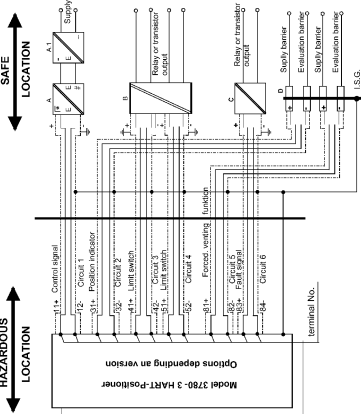 SAFE
LOCATION
Supply
A.1
A
E
E
Relay or transistor
output
B
Relay or transistor
output
C
Supply barrier
Evaluation barrier
Supply barrier
Evaluation barrier
D
I.S.G.
+
-
+
-
+
-
+
-
+
-
+
-
HAZARDOUS
LOCATION
Control signal
Circuit 1
Position indicator
Circuit 2
Limit switch
Circuit 3
Limit switch
Circuit 4
Forced, venting
funktion
Circuit 5
Fault signal
Circuit 6
11+
12-
31+
32-
41+
42-
51+
52-
81+
82-
83+
84-
terminal No.
Options depending an version
Model 3780-3 HART-Positioner